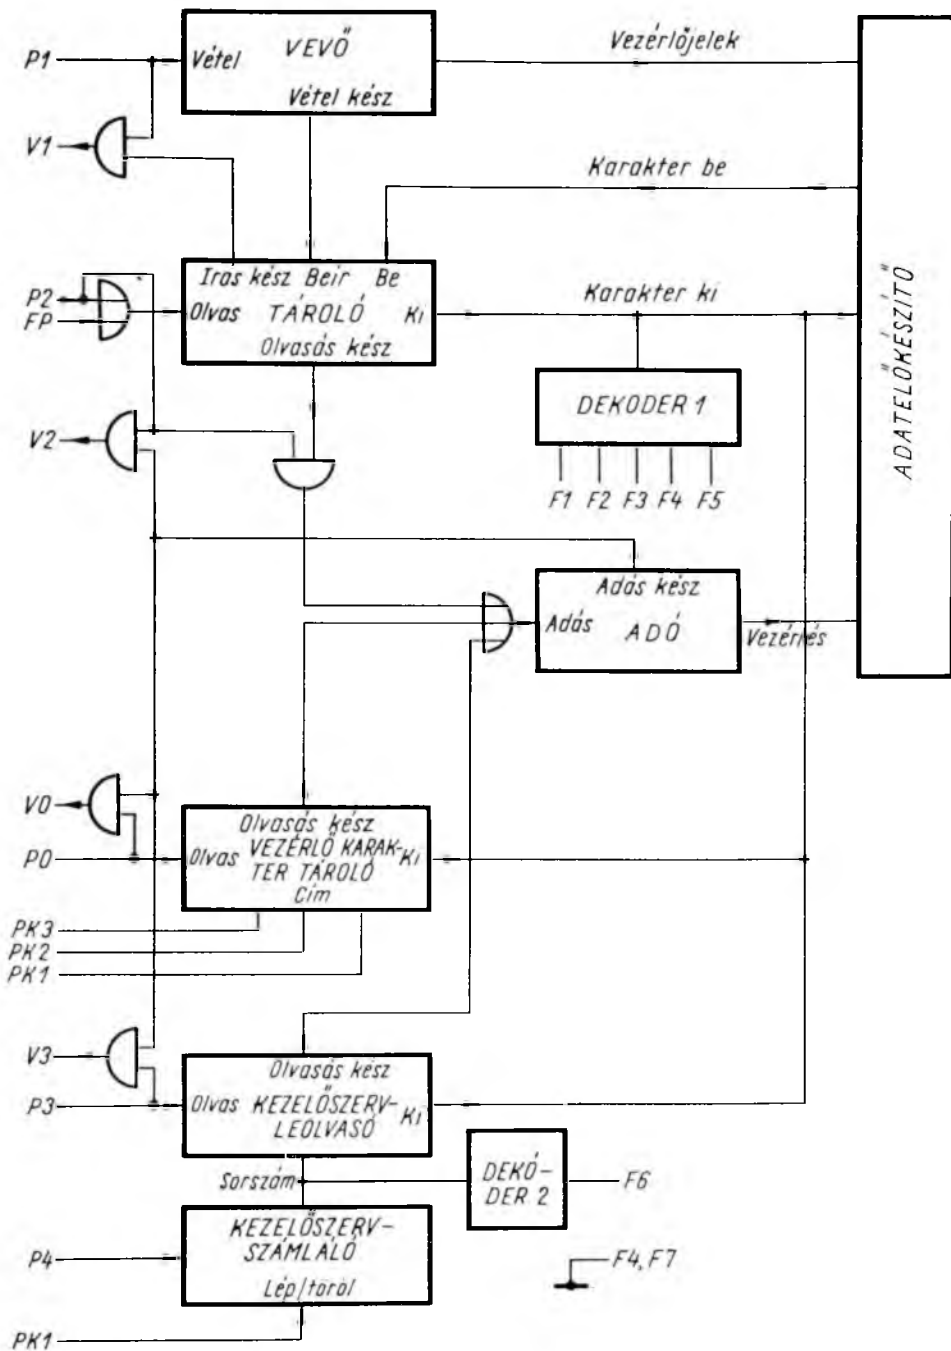 P1
Vétel
VEVŐ
Vétel kész
Vezérlőjelek
V1
Karakter be
Iras kész Beír Be
P2
FP
Olvas TÁROLÓ Ki
Olvasás kész
Karakter ki
ADATELŐKÉSZÍTŐ
DEKODER 1
F1 F2 F3 F4 F5
V2
Adás kész
Adás ADÓ
Vezérlés
V0
Olvasás kész
P0
Olvas VEZÉRLŐ KARAK-
TER TÁROLÓ
Ki
Cím
PK3
PK2
PK1
V3
Olvasás kész
P3
Olvas KEZELŐSZERV-
LEOLVASÓ
Ki
Sorszám
DEKÓ-
DER 2
F6
KEZELŐSZERV-
SZÁMLÁLÓ
P4
Lép/töröl
F4, F7
PK1